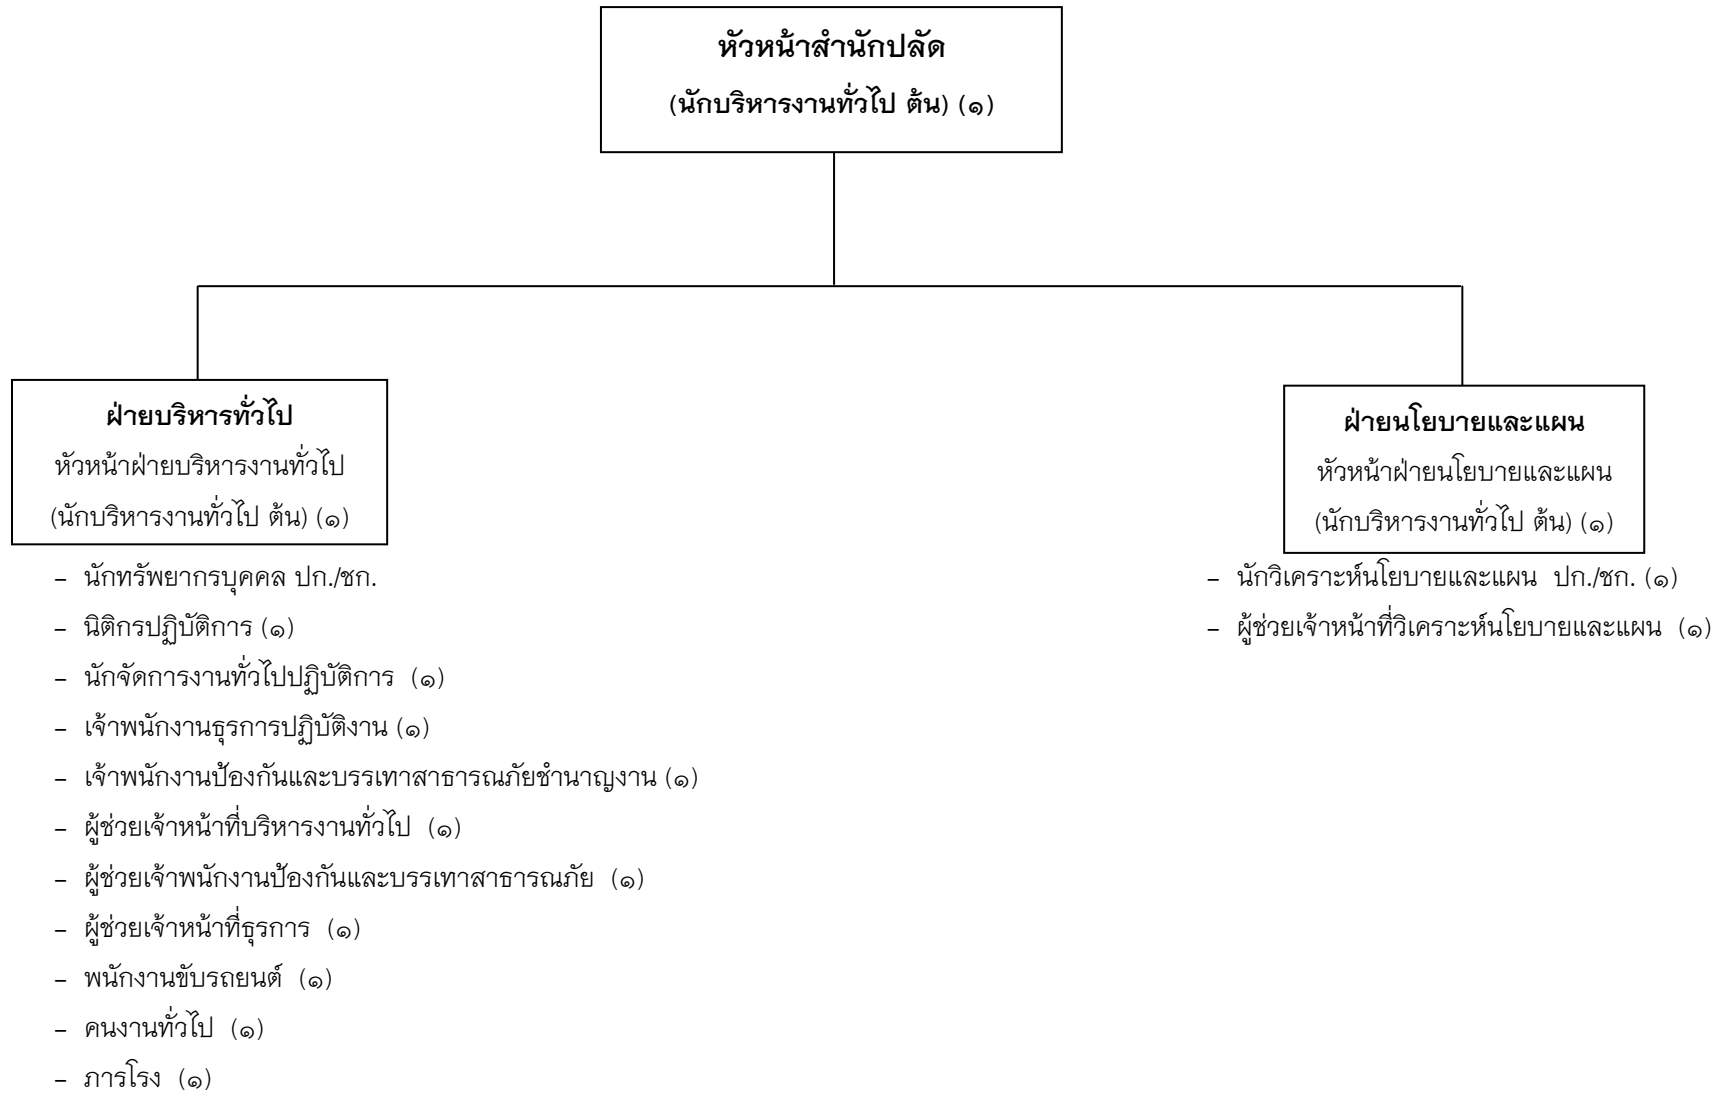 หัวหน้าสำนักปลัด
(นักบริหารงานทั่วไป ต้น) (๑)
ฝ่ายบริหารทั่วไป
หัวหน้าฝ่ายบริหารงานทั่วไป
(นักบริหารงานทั่วไป ต้น) (๑)
– นักทรัพยากรบุคคล ปก./ชก.
– นิติกรปฏิบัติการ (๑)
– นักจัดการงานทั่วไปปฏิบัติการ (๑)
– เจ้าพนักงานธุรการปฏิบัติงาน (๑)
– เจ้าพนักงานป้องกันและบรรเทาสาธารณภัยชำนาญงาน (๑)
– ผู้ช่วยเจ้าหน้าที่บริหารงานทั่วไป (๑)
– ผู้ช่วยเจ้าพนักงานป้องกันและบรรเทาสาธารณภัย (๑)
– ผู้ช่วยเจ้าหน้าที่ธุรการ (๑)
– พนักงานขับรถยนต์ (๑)
– คนงานทั่วไป (๑)
– ภารโรง (๑)
ฝ่ายนโยบายและแผน
หัวหน้าฝ่ายนโยบายและแผน
(นักบริหารงานทั่วไป ต้น) (๑)
– นักวิเคราะห์นโยบายและแผน ปก./ชก. (๑)
– ผู้ช่วยเจ้าหน้าที่วิเคราะห์นโยบายและแผน (๑)